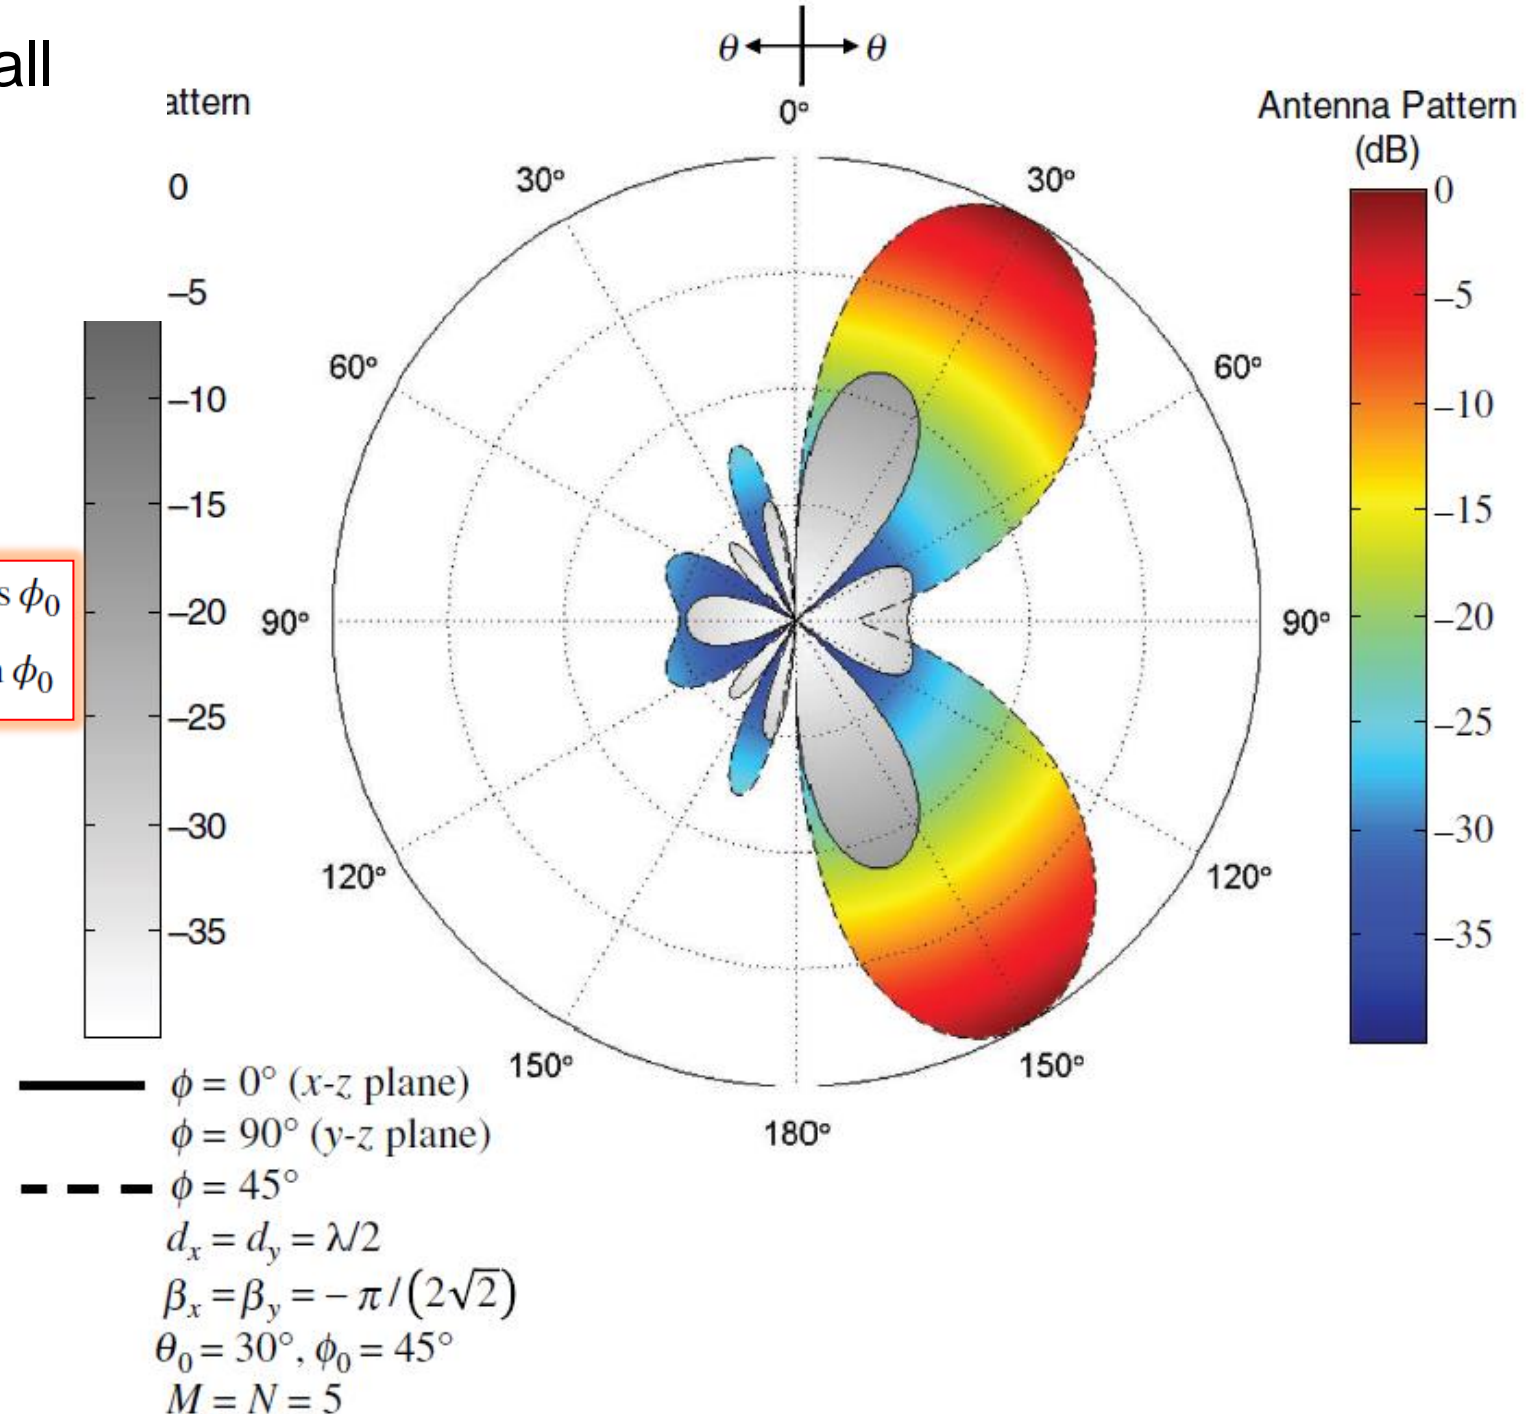 all
attern
0
–5
–10
–15
–20
–25
–30
–35
s ϕ0
ϕ0
θ θ
0°
30° 30°
60° 60°
90° 90°
120° 120°
150° 150°
180°
Antenna Pattern
(dB)
0
–5
–10
–15
–20
–25
–30
–35
ϕ = 0° (x-z plane)
ϕ = 90° (y-z plane)
ϕ = 45°
dx = dy = λ/2
βx = βy = – π/(2√2)
θ0 = 30°, ϕ0 = 45°
M = N = 5